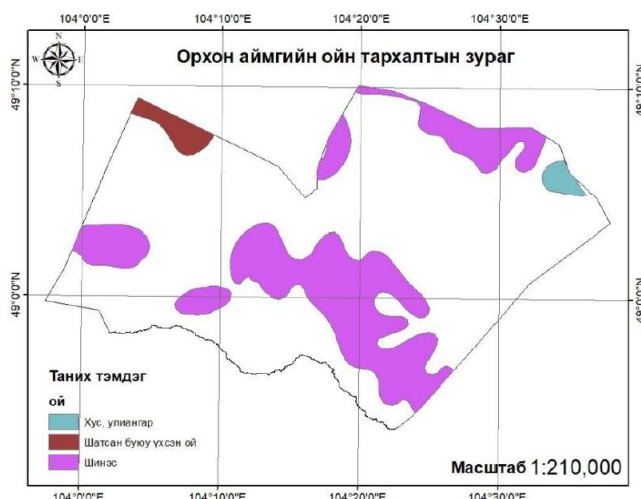 104°0'0"E 104°10'0"E 104°20'0"E 104°30'0"E
N
W E
S
Орхон аймгийн ойн тархалтын зураг
49°10'0"N 49°10'0"N
49°0'0"N 49°0'0"N
Таних тэмдэг
ой
Хус, улиангар
Шатсан буюу үхсэн ой
Шинэс
Масштаб 1:210,000
104°0'0"E 104°10'0"E 104°20'0"E 104°30'0"E